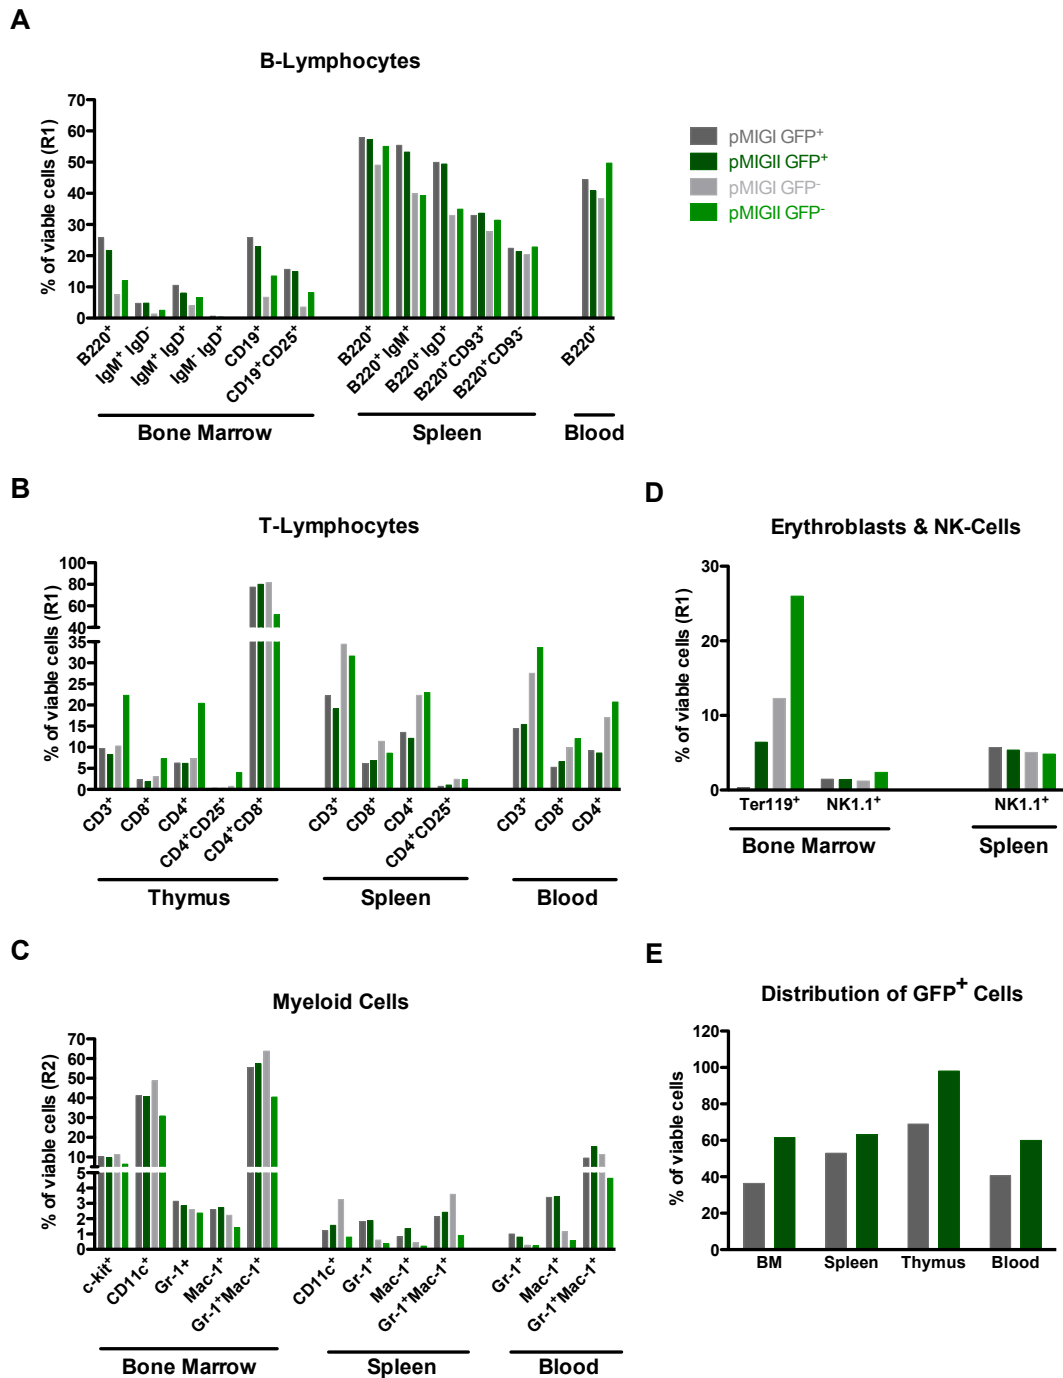 A
B-Lymphocytes
% of viable cells (R1)
70
60
50
40
30
20
10
0
B220⁺
IgM⁺ IgD⁻
IgM⁺ IgD⁺
IgM⁻ IgD⁺
CD19⁺
CD19⁺CD25⁺
B220⁺
B220⁺ IgM⁺
B220⁺ IgD⁺
B220⁺CD93⁺
B220⁺CD93⁻
B220⁺
Bone Marrow
Spleen
Blood
pMIGI GFP⁺
pMIGII GFP⁺
pMIGI GFP⁻
pMIGII GFP⁻
B
T-Lymphocytes
% of viable cells (R1)
100
80
60
40
35
30
25
20
15
10
5
0
CD3⁺
CD8⁺
CD4⁺
CD4⁺CD25⁺
CD4⁺CD8⁺
CD3⁺
CD8⁺
CD4⁺
CD4⁺CD25⁺
CD3⁺
CD8⁺
CD4⁺
Thymus
Spleen
Blood
D
Erythroblasts & NK-Cells
% of viable cells (R1)
30
20
10
0
Ter119⁺
NK1.1⁺
NK1.1⁺
Bone Marrow
Spleen
C
Myeloid Cells
% of viable cells (R2)
70
60
50
40
30
20
10
5
4
3
2
1
0
c-kit⁺
CD11c⁺
Gr-1+
Mac-1⁺
Gr-1⁺Mac-1⁺
CD11c⁺
Gr-1⁺
Mac-1⁺
Gr-1⁺Mac-1⁺
Gr-1⁺
Mac-1⁺
Gr-1⁺Mac-1⁺
Bone Marrow
Spleen
Blood
E
Distribution of GFP⁺ Cells
% of viable cells
120
100
80
60
40
20
0
BM
Spleen
Thymus
Blood